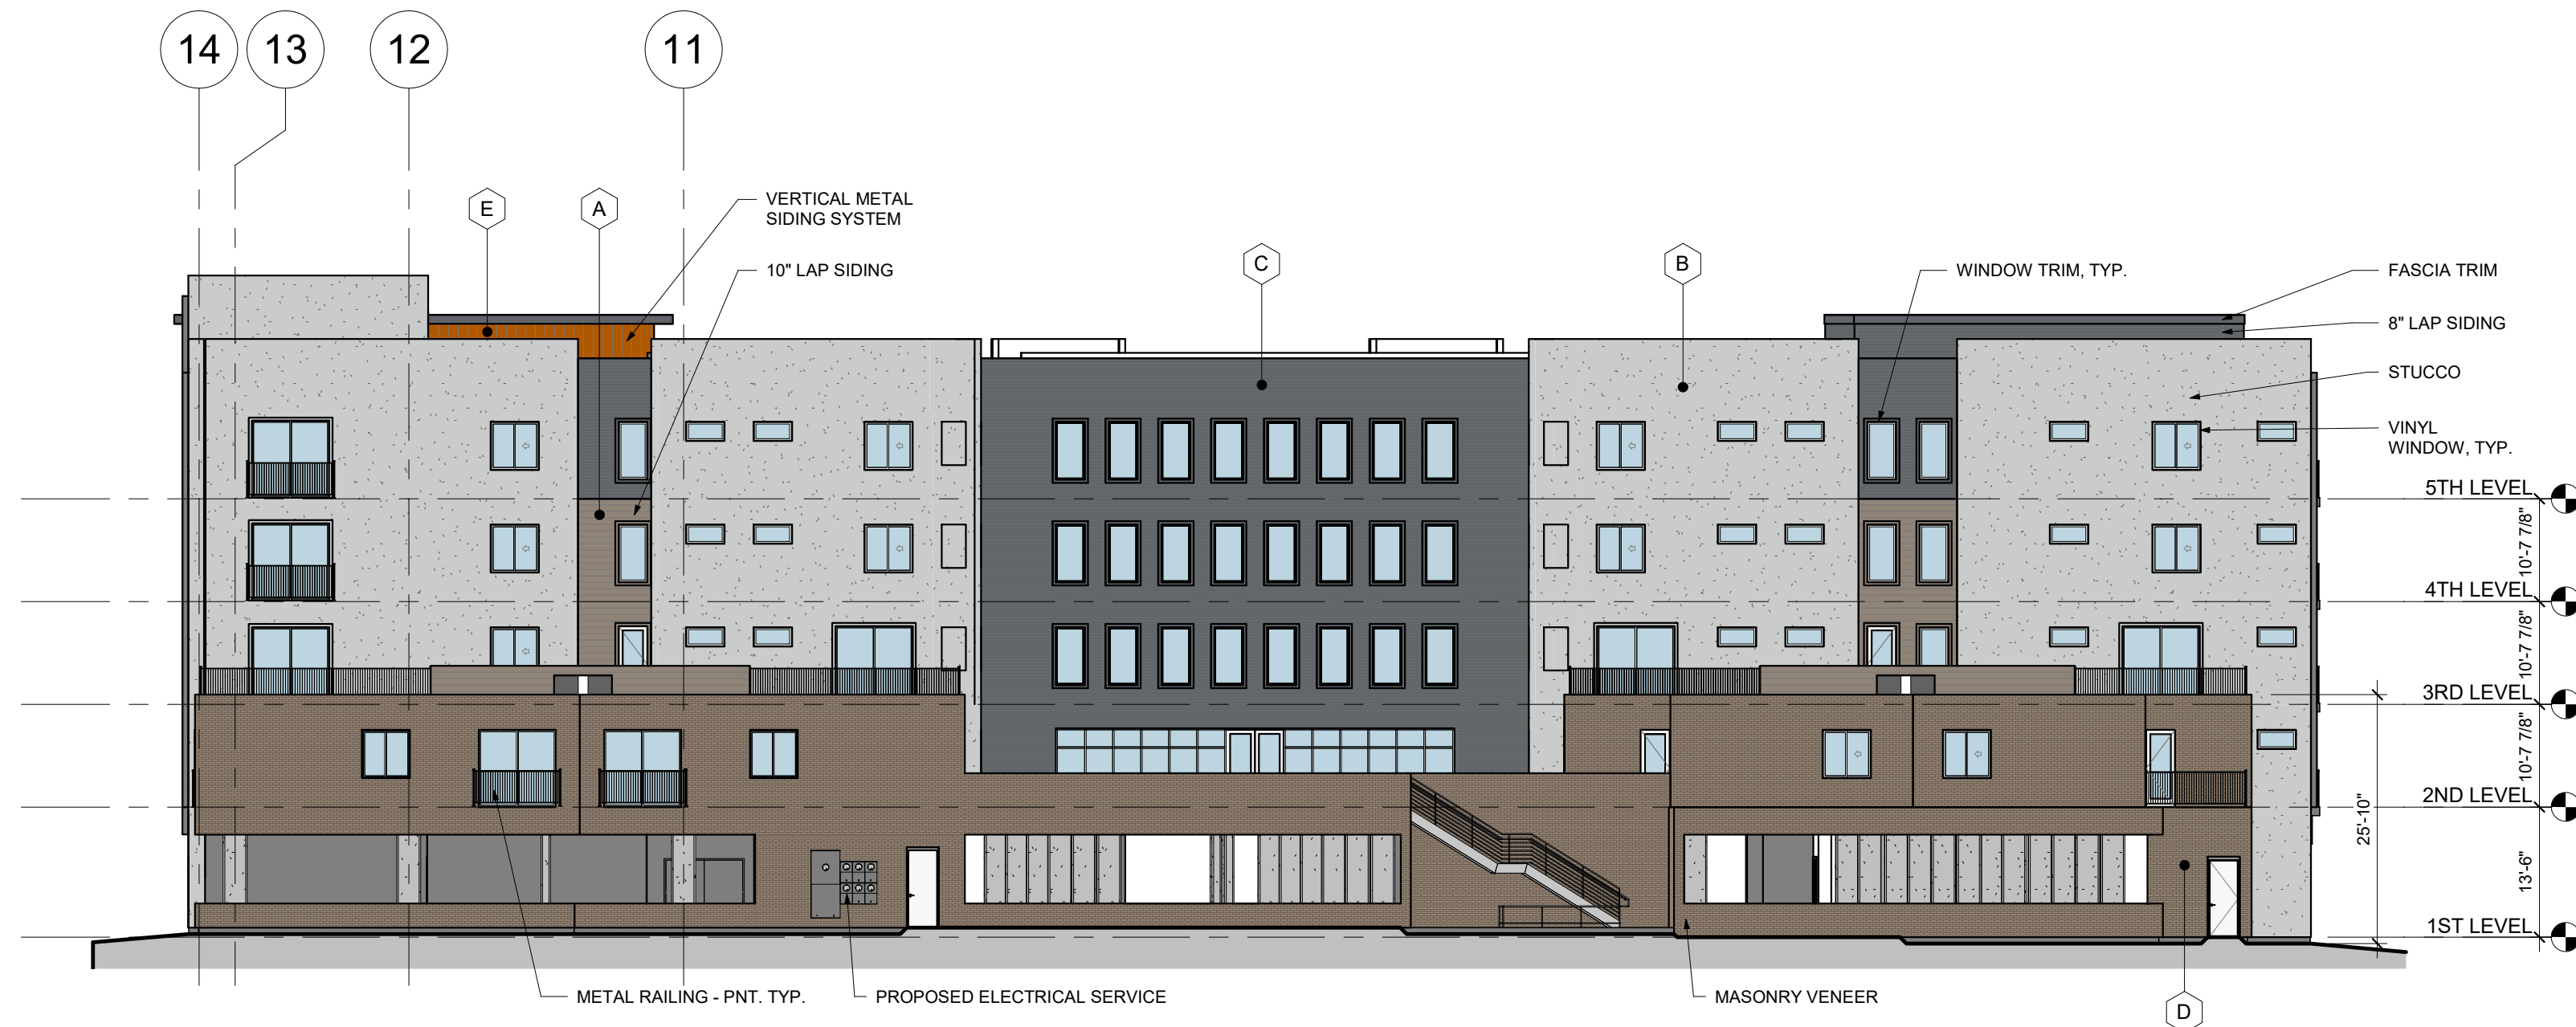 14
13
12
11
E
A
VERTICAL METAL
SIDING SYSTEM
10" LAP SIDING
C
B
WINDOW TRIM, TYP.
FASCIA TRIM
8" LAP SIDING
STUCCO
VINYL
WINDOW, TYP.
5TH LEVEL
10'-7 7/8"
4TH LEVEL
10'-7 7/8"
3RD LEVEL
10'-7 7/8"
2ND LEVEL
25'-10"
13'-6"
1ST LEVEL
METAL RAILING - PNT. TYP.
PROPOSED ELECTRICAL SERVICE
MASONRY VENEER
D